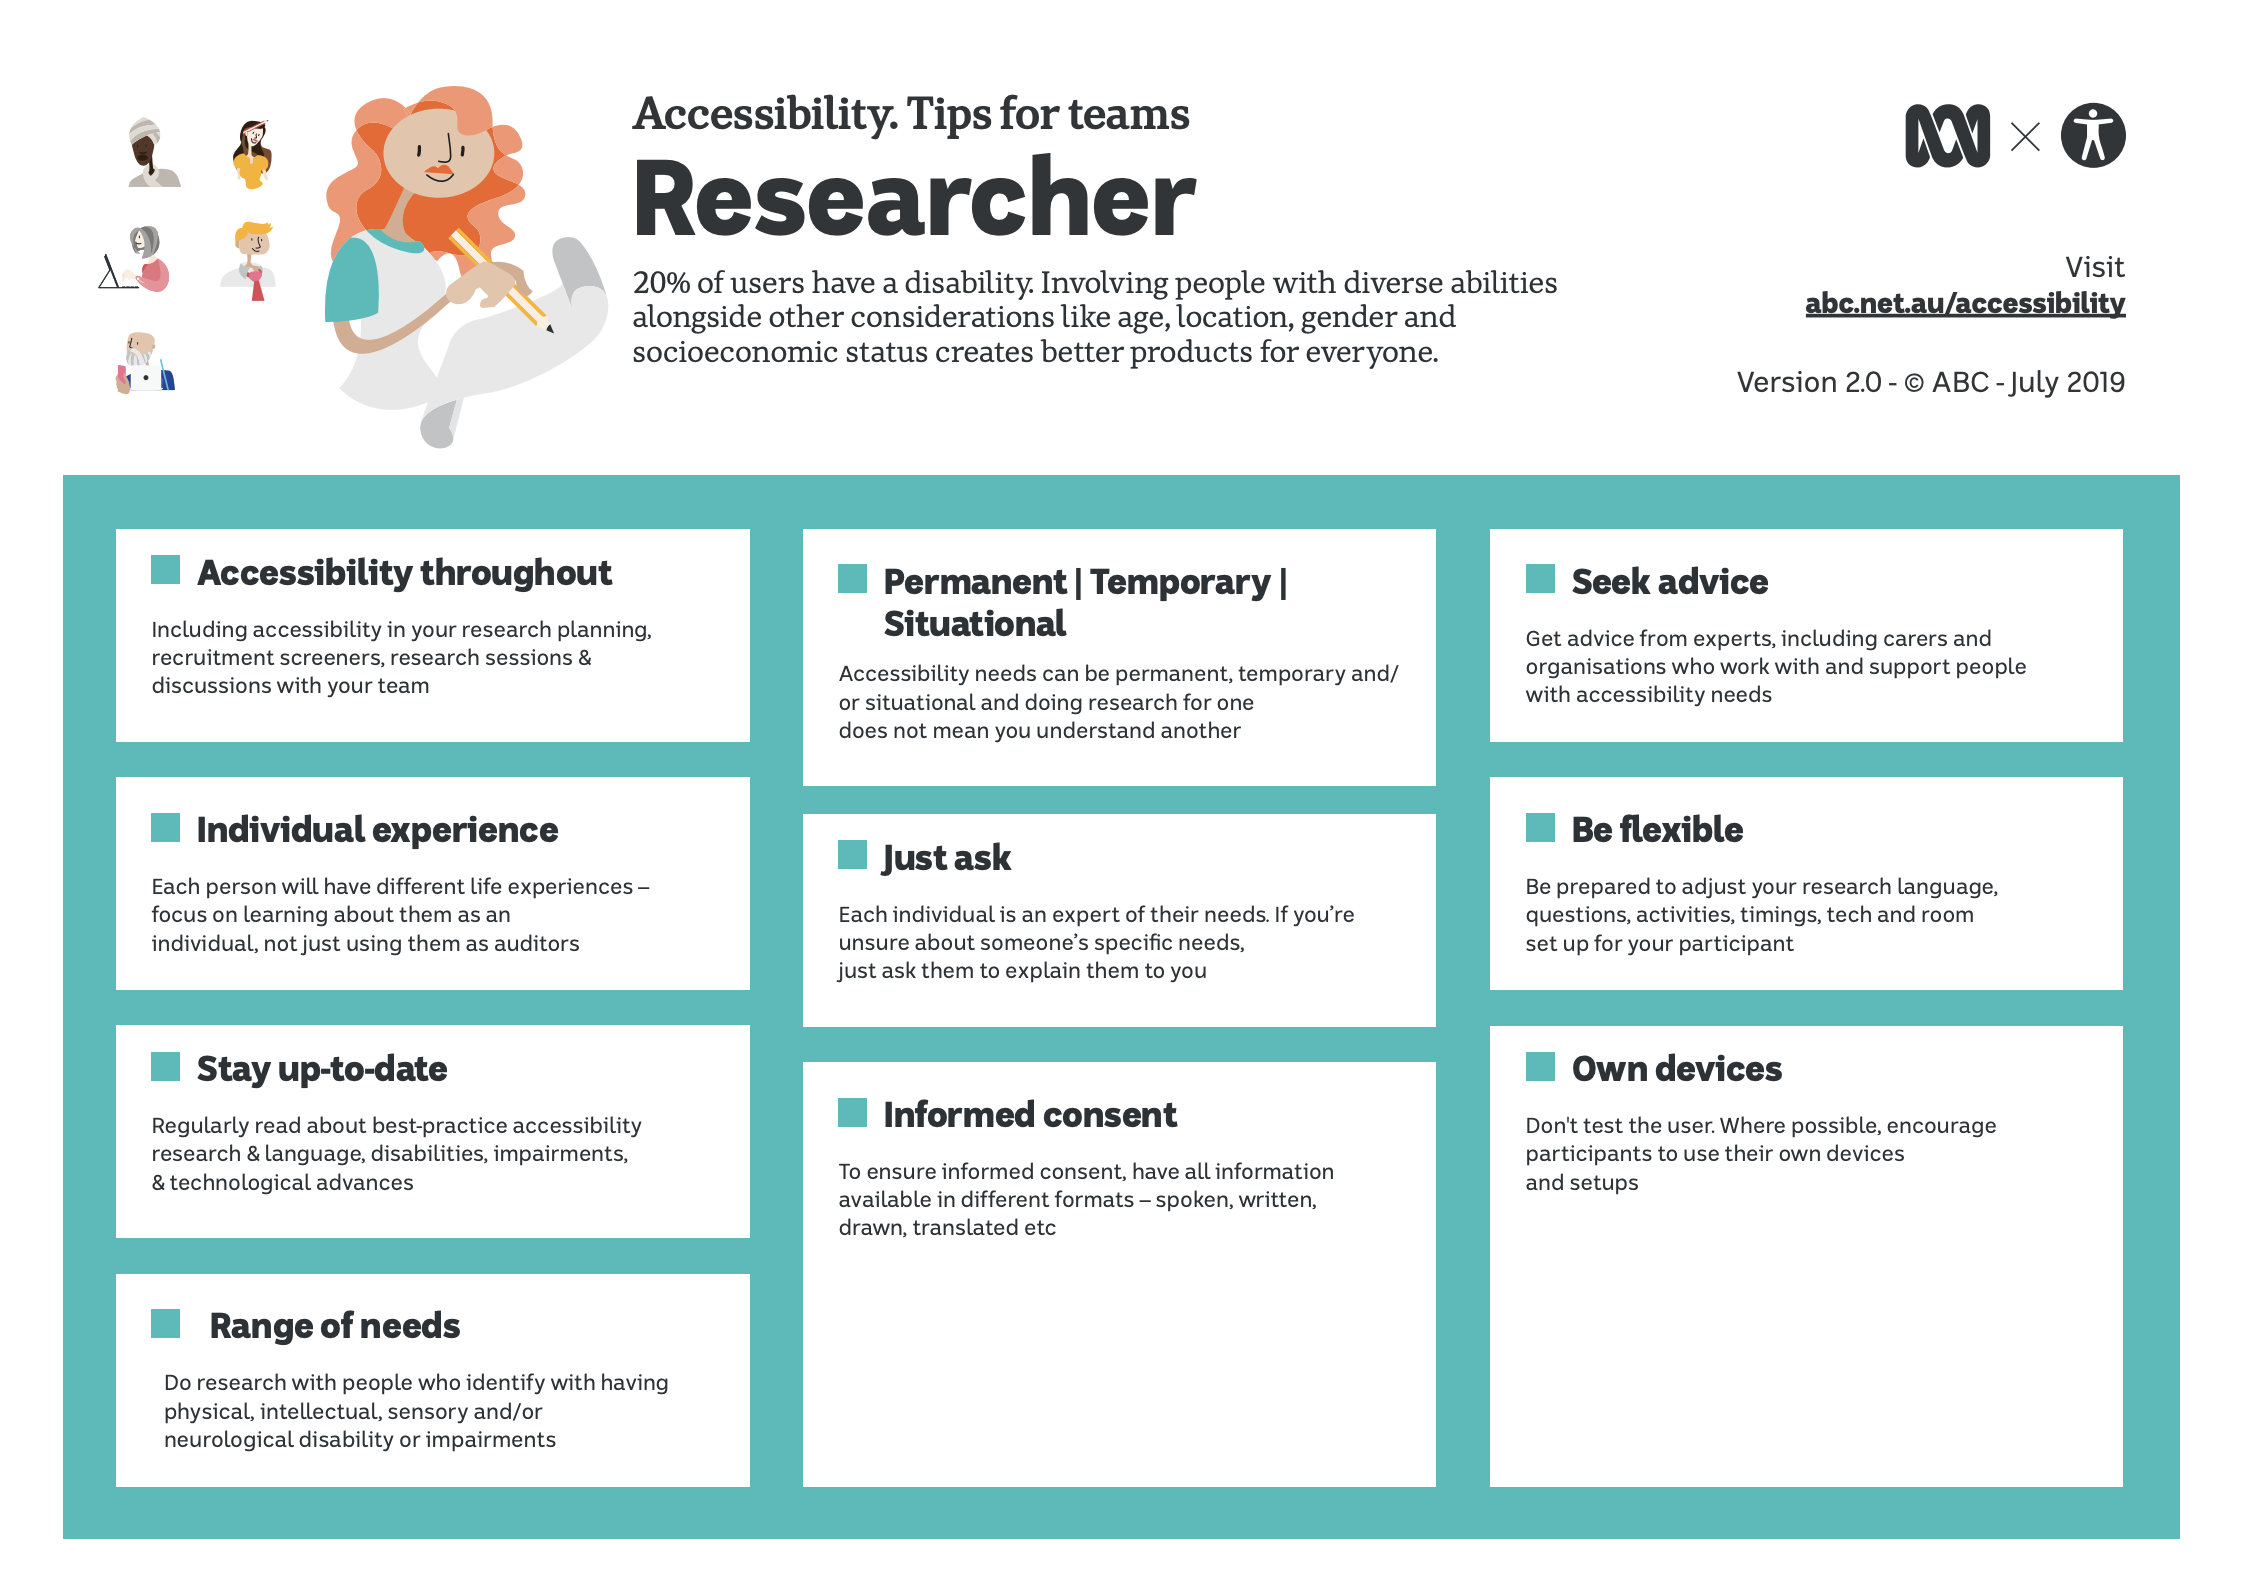 Accessibility. Tips for teams
Researcher
20% of users have a disability. Involving people with diverse abilities
alongside other considerations like age, location, gender and
socioeconomic status creates better products for everyone.
Visit
abc.net.au/accessibility
Version 2.0 - © ABC - July 2019
Accessibility throughout
Including accessibility in your research planning,
recruitment screeners, research sessions &
discussions with your team
Individual experience
Each person will have different life experiences –
focus on learning about them as an
individual, not just using them as auditors
Stay up-to-date
Regularly read about best-practice accessibility
research & language, disabilities, impairments,
& technological advances
Range of needs
Do research with people who identify with having
physical, intellectual, sensory and/or
neurological disability or impairments
Permanent | Temporary |
Situational
Accessibility needs can be permanent, temporary and/
or situational and doing research for one
does not mean you understand another
Just ask
Each individual is an expert of their needs. If you’re
unsure about someone’s specific needs,
just ask them to explain them to you
Informed consent
To ensure informed consent, have all information
available in different formats – spoken, written,
drawn, translated etc
Seek advice
Get advice from experts, including carers and
organisations who work with and support people
with accessibility needs
Be flexible
Be prepared to adjust your research language,
questions, activities, timings, tech and room
set up for your participant
Own devices
Don't test the user. Where possible, encourage
participants to use their own devices
and setups